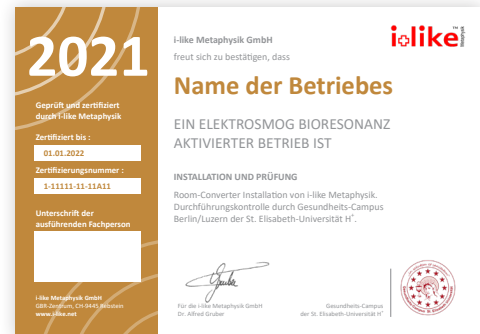 2021
Geprüft und zertifiziert
durch i-like Metaphysik
Zertifiziert bis :
01.01.2022
Zertifizierungsnummer :
1-11111-11-11A11
Unterschrift der
ausführenden Fachperson
i-like Metaphysik GmbH
GBR-Zentrum, CH-9445 Rebstein
www.i-like.net
i-like Metaphysik GmbH
freut sich zu bestätigen, dass
i like
Name der Betriebes
EIN ELEKTROSMOG BIORESONANZ
AKTIVIERTER BETRIEB IST
INSTALLATION UND PRÜFUNG
Room-Converter Installation von i-like Metaphysik.
Durchführungskontrolle durch Gesundheits-Campus
Berlin/Luzern der St. Elisabeth-Universität H+.
Für die i-like Metaphysik GmbH
Dr. Alfred Gruber
Gesundheits-Campus
der St. Elisabeth-Universität H+